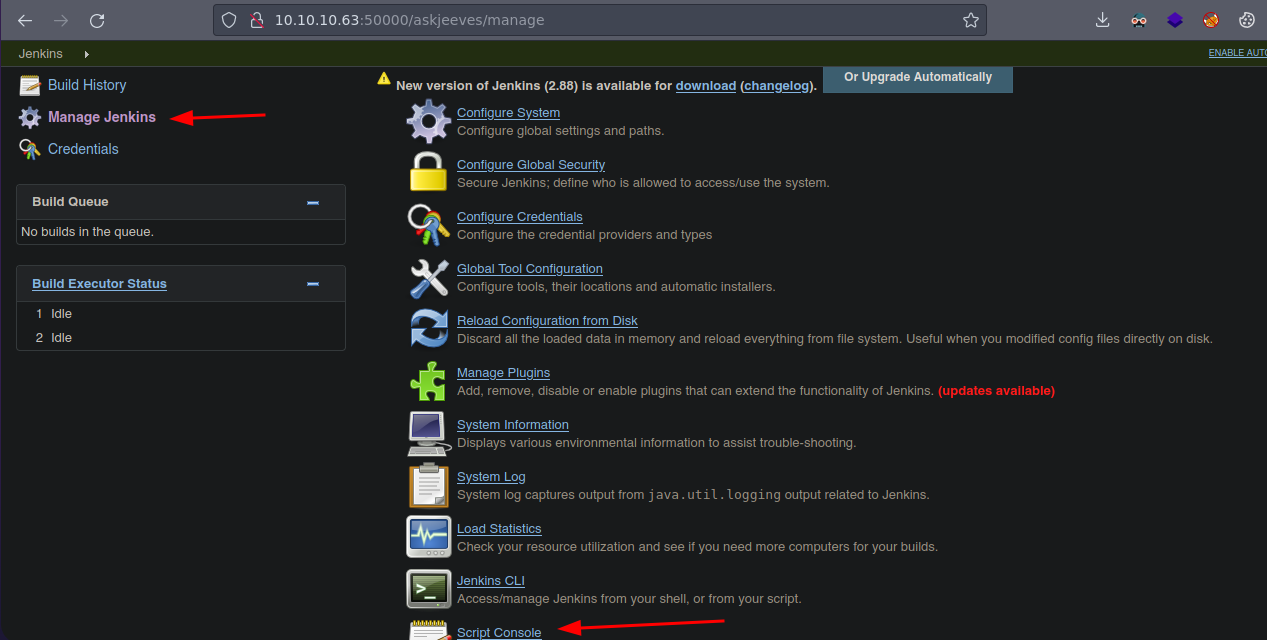 10.10.10.63:50000/askjeeves/manage
Jenkins
ENABLE AUTO
Build History
Manage Jenkins
Credentials
Build Queue
No builds in the queue.
Build Executor Status
1 Idle
2 Idle
New version of Jenkins (2.88) is available for download (changelog).
Or Upgrade Automatically
Configure System
Configure global settings and paths.
Configure Global Security
Secure Jenkins; define who is allowed to access/use the system.
Configure Credentials
Configure the credential providers and types
Global Tool Configuration
Configure tools, their locations and automatic installers.
Reload Configuration from Disk
Discard all the loaded data in memory and reload everything from file system. Useful when you modified config files directly on disk.
Manage Plugins
Add, remove, disable or enable plugins that can extend the functionality of Jenkins. (updates available)
System Information
Displays various environmental information to assist trouble-shooting.
System Log
System log captures output from java.util.logging output related to Jenkins.
Load Statistics
Check your resource utilization and see if you need more computers for your builds.
Jenkins CLI
Access/manage Jenkins from your shell, or from your script.
Script Console